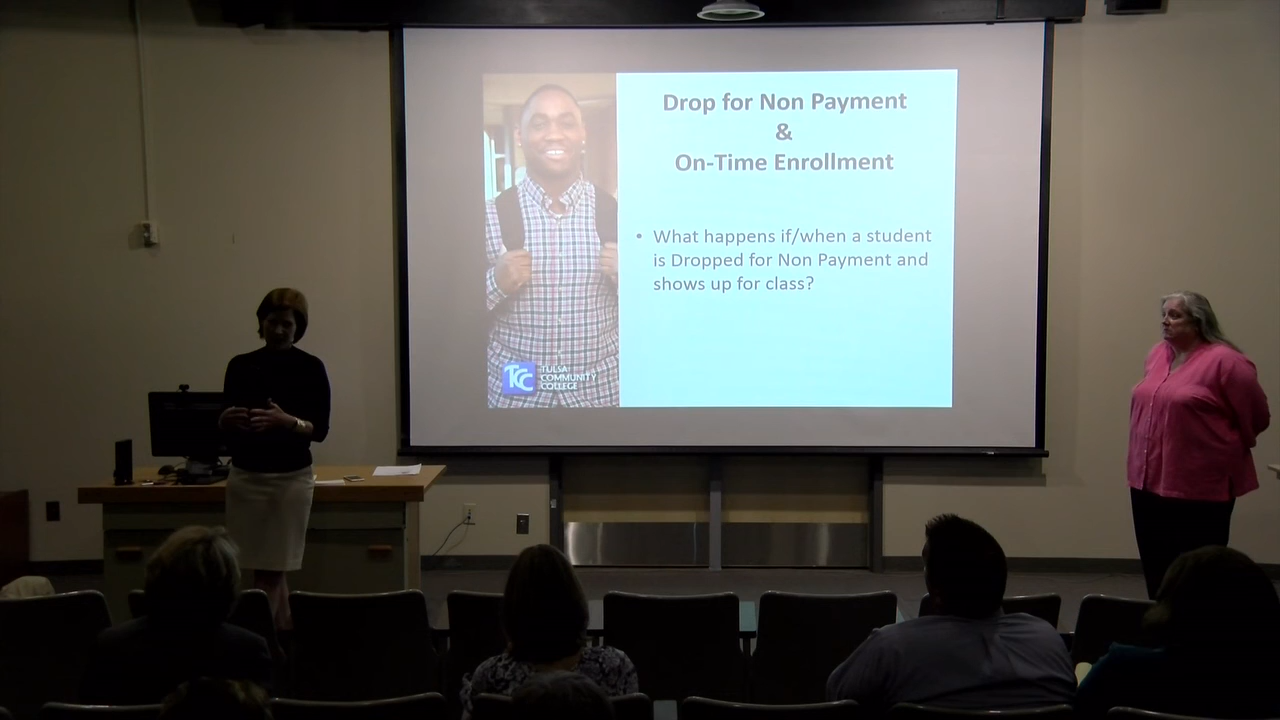 Drop for Non Payment
&
On-Time Enrollment
• What happens if/when a student
is Dropped for Non Payment and
shows up for class?
TCC
TULSA
COMMUNITY
COLLEGE